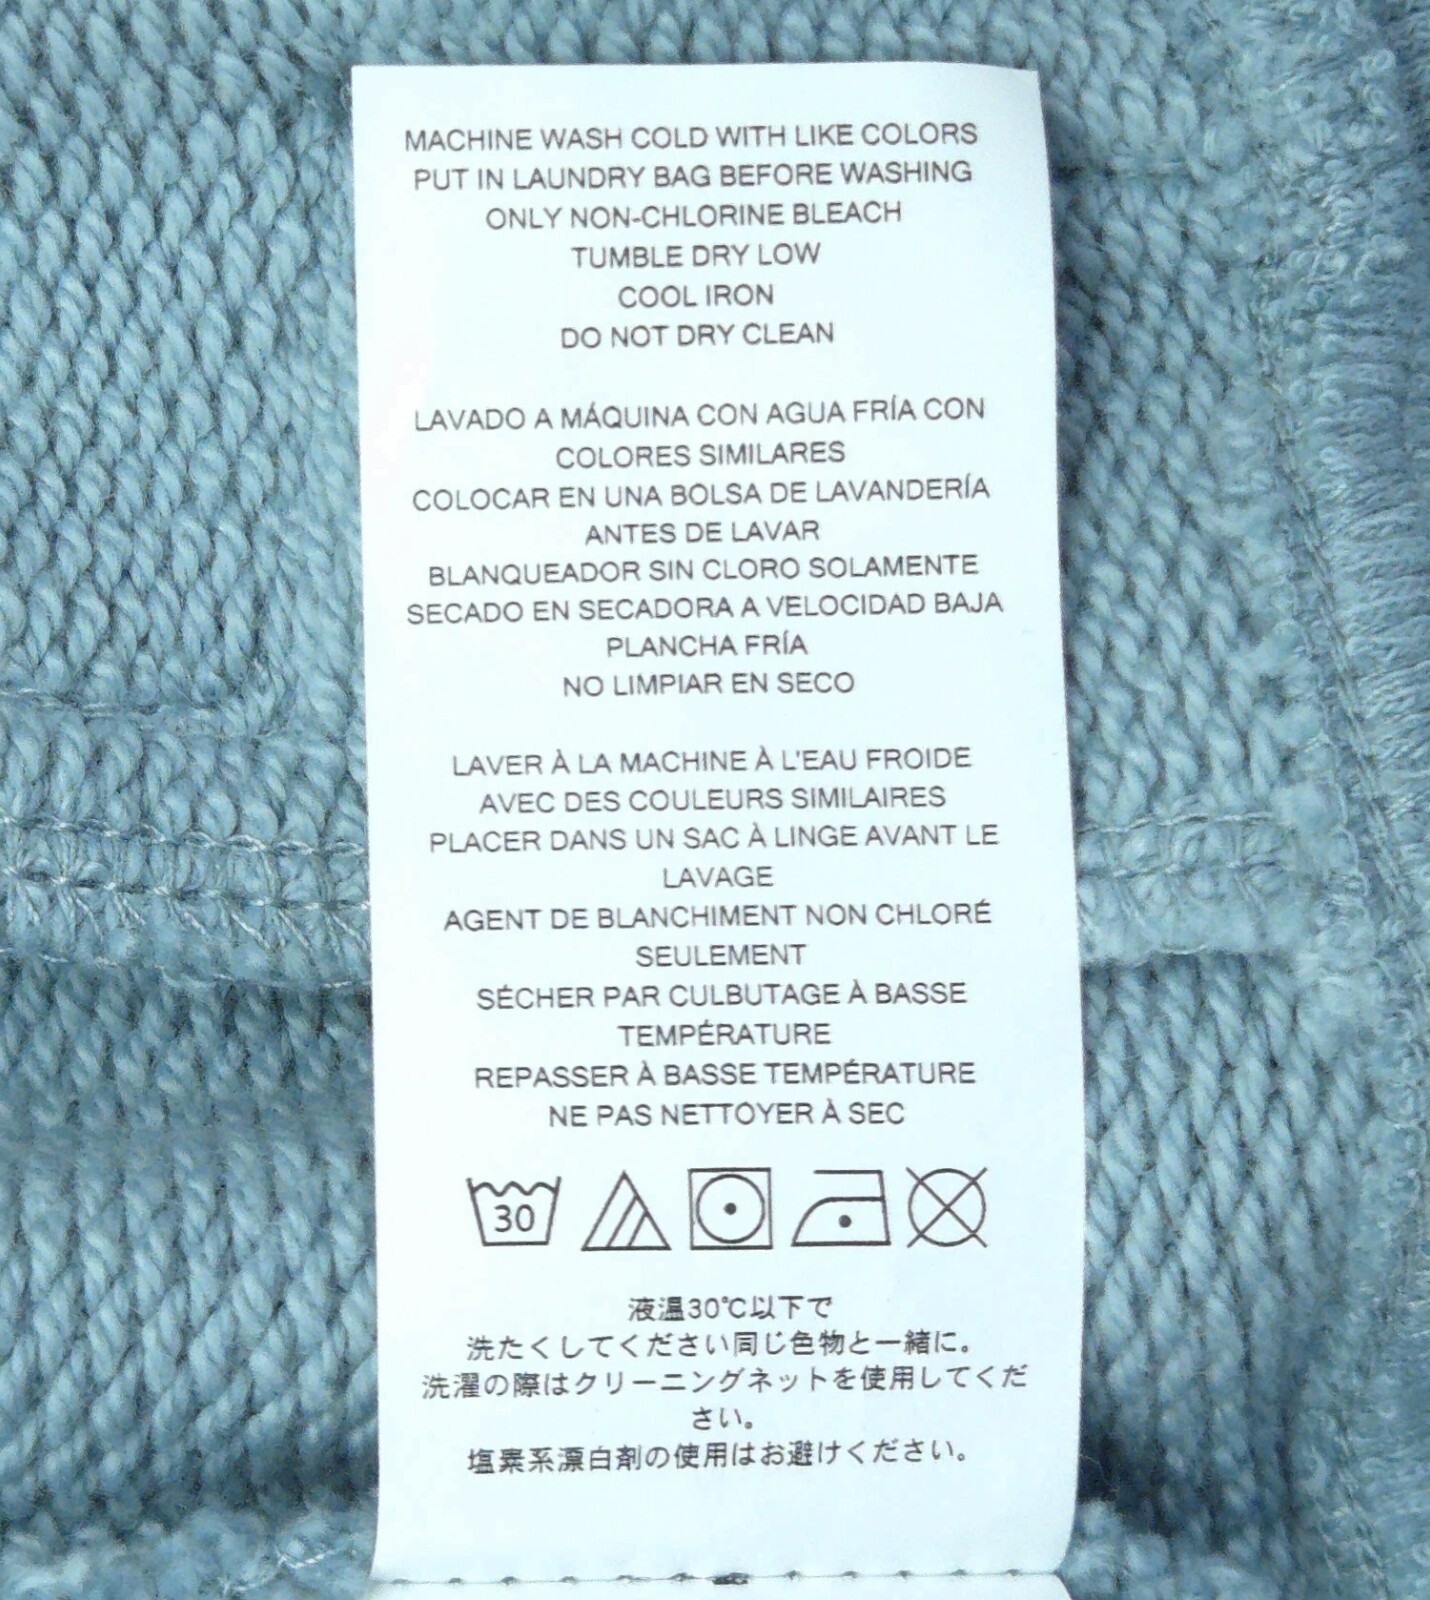 MACHINE WASH COLD WITH LIKE COLORS
PUT IN LAUNDRY BAG BEFORE WASHING
ONLY NON-CHLORINE BLEACH
TUMBLE DRY LOW
COOL IRON
DO NOT DRY CLEAN
LAVADO A MÁQUINA CON AGUA FRÍA CON
COLORES SIMILARES
COLOCAR EN UNA BOLSA DE LAVANDERÍA
ANTES DE LAVAR
BLANQUEADOR SIN CLORO SOLAMENTE
SECADO EN SECADORA A VELOCIDAD BAJA
PLANCHA FRÍA
NO LIMPIAR EN SECO
LAVER À LA MACHINE À L'EAU FROIDE
AVEC DES COULEURS SIMILAIRES
PLACER DANS UN SAC À LINGE AVANT LE
LAVAGE
AGENT DE BLANCHIMENT NON CHLORÉ
SEULEMENT
SÉCHER PAR CULBUTAGE À BASSE
TEMPÉRATURE
REPASSER À BASSE TEMPÉRATURE
NE PAS NETTOYER À SEC
30
液温30℃以下で
洗たくしてください同じ色物と一緒に。
洗濯の際はクリーニングネットを使用してくだ
さい。
塩素系漂白剤の使用はお避けください。